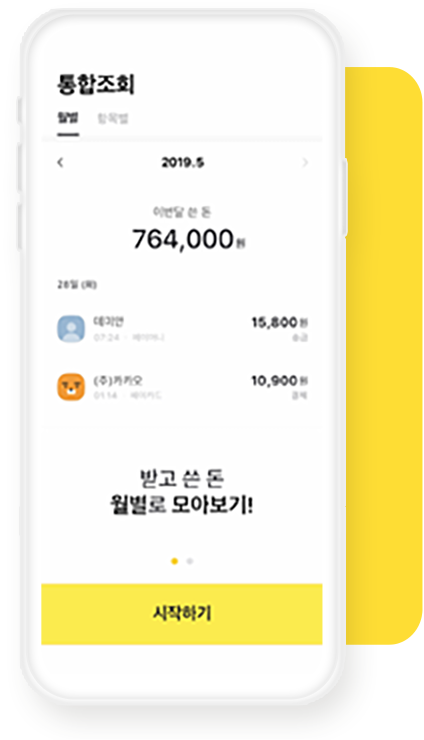 통합조회
월별 항목별
2019.5
이번달 쓴 돈
764,000원
28일 (목)
데미안 15,800원
07:24 · 페이머니 송금
(주)카카오 10,900원
01:14 · 페이카드 결제
받고 쓴 돈
월별로 모아보기!
시작하기